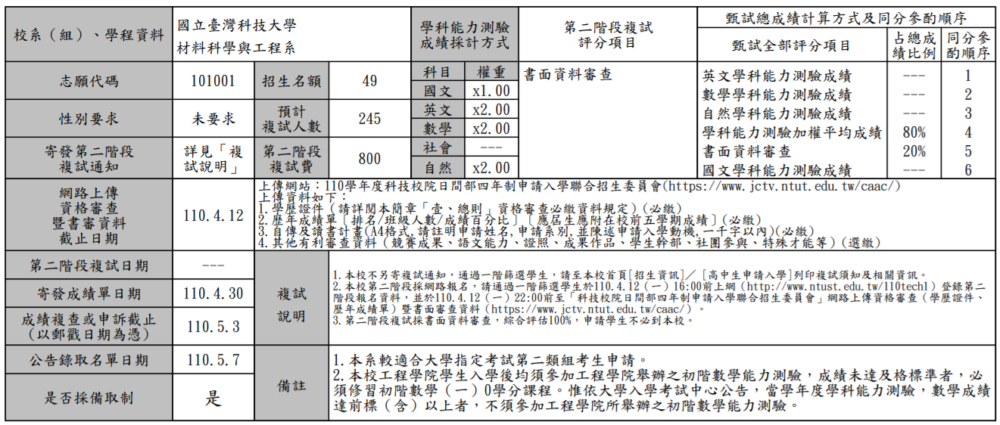 校系（組）、學程資料
國立臺灣科技大學
材料科學與工程系
學科能力測驗
成績採計方式
第二階段複試
評分項目
甄試總成績計算方式及同分參酌順序
甄試全部評分項目
占總成
績比例
同分參
酌順序
志願代碼
101001
招生名額
49
科目
權重
國文
x1.00
書面資料審查
英文學科能力測驗成績
---
1
數學學科能力測驗成績
---
2
性別要求
未要求
預計
複試人數
245
英文
x2.00
數學
x2.00
自然學科能力測驗成績
---
3
學科能力測驗加權平均成績
80%
4
寄發第二階段
複試通知
詳見「複
試說明」
第二階段
複試費
800
社會
---
自然
x2.00
書面資料審查
20%
5
國文學科能力測驗成績
---
6
網路上傳
資格審查
暨書審資料
截止日期
110.4.12
上傳網站：110學年度科技校院日間部四年制申請入學聯合招生委員會(https://www.jctv.ntut.edu.tw/caac/)
上傳資料如下：
1.學歷證件（請詳閱本簡章「壹、總則」資格審查必繳資料規定）(必繳)
2.歷年成績單〔排名/班級人數/成績百分比〕〔應屆生應附在校前五學期成績〕(必繳)
3.自傳及讀書計畫(A4格式,請註明申請姓名,申請系別,並陳述申請入學動機,一千字以內)(必繳)
4.其他有利審查資料（競賽成果、語文能力、證照、成果作品、學生幹部、社團參與、特殊才能等）(選繳)
第二階段複試日期
---
寄發成績單日期
110.4.30
成績複查或申訴截止
(以郵戳日期為憑)
110.5.3
複試
說明
1.本校不另寄複試通知，通過一階篩選學生，請至本校首頁[招生資訊]／ [高中生申請入學]列印複試須知及相關資訊。
2.本校第二階段採網路報名，請通過一階篩選學生於110.4.12（一）16:00前上網（http://www.ntust.edu.tw/110tech1）登錄第二
階段報名資料，並於110.4.12（一）22:00前至「科技校院日間部四年制申請入學聯合招生委員會」網路上傳資格審查（學歷證件、
歷年成績單）暨書面審查資料（https://www.jctv.ntut.edu.tw/caac/）。
3.第二階段複試採書面資料審查，綜合評估100%，申請學生不必到本校。
公告錄取名單日期
110.5.7
是否採備取制
是
備註
1.本系較適合大學指定考試第二類組考生申請。
2.本校工程學院學生入學後均須參加工程學院舉辦之初階數學能力測驗，成績未達及格標準者，必
須修習初階數學（一）0學分課程。惟依大學入學考試中心公告，當學年度學科能力測驗，數學成績
達前標（含）以上者，不須參加工程學院所舉辦之初階數學能力測驗。